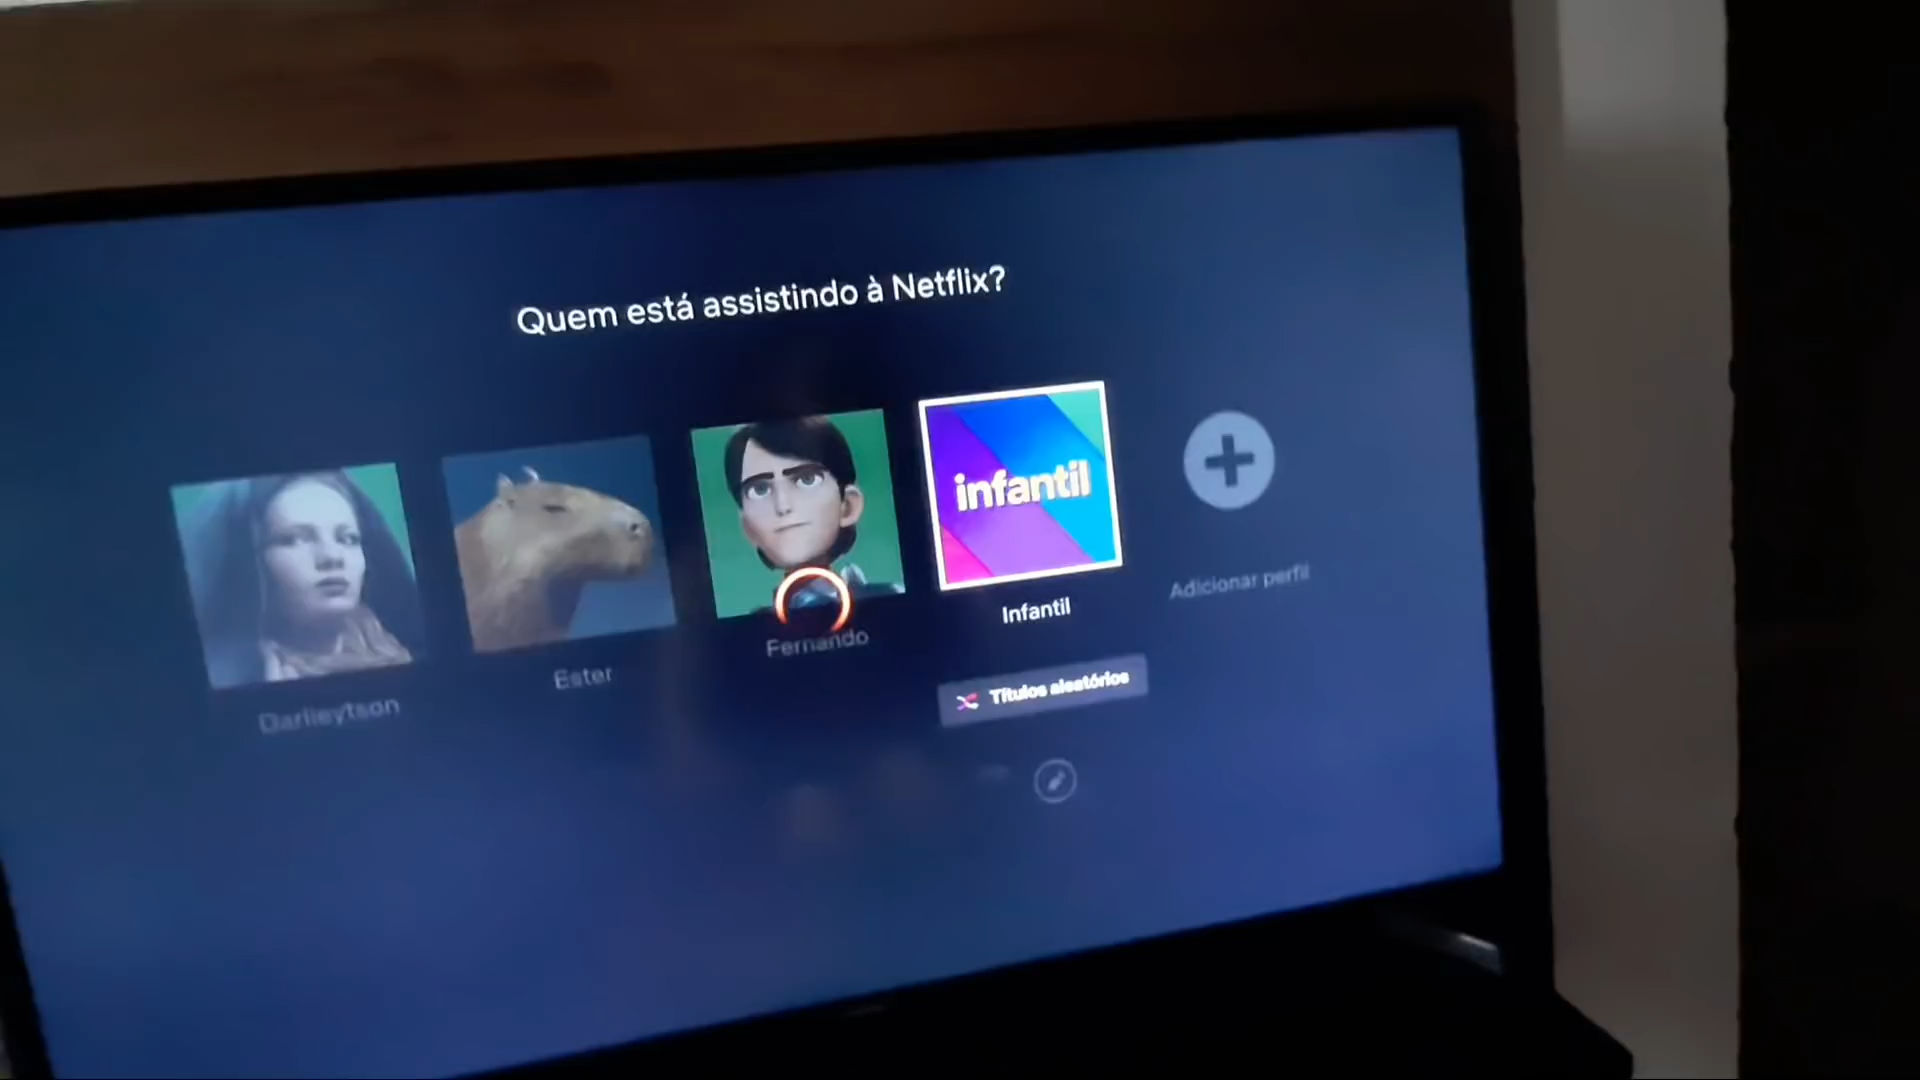 Quem está assistindo à Netflix?
infantil
Darlleytson
Ester
Fernando
Infantil
Adicionar perfil
Títulos aleatórios